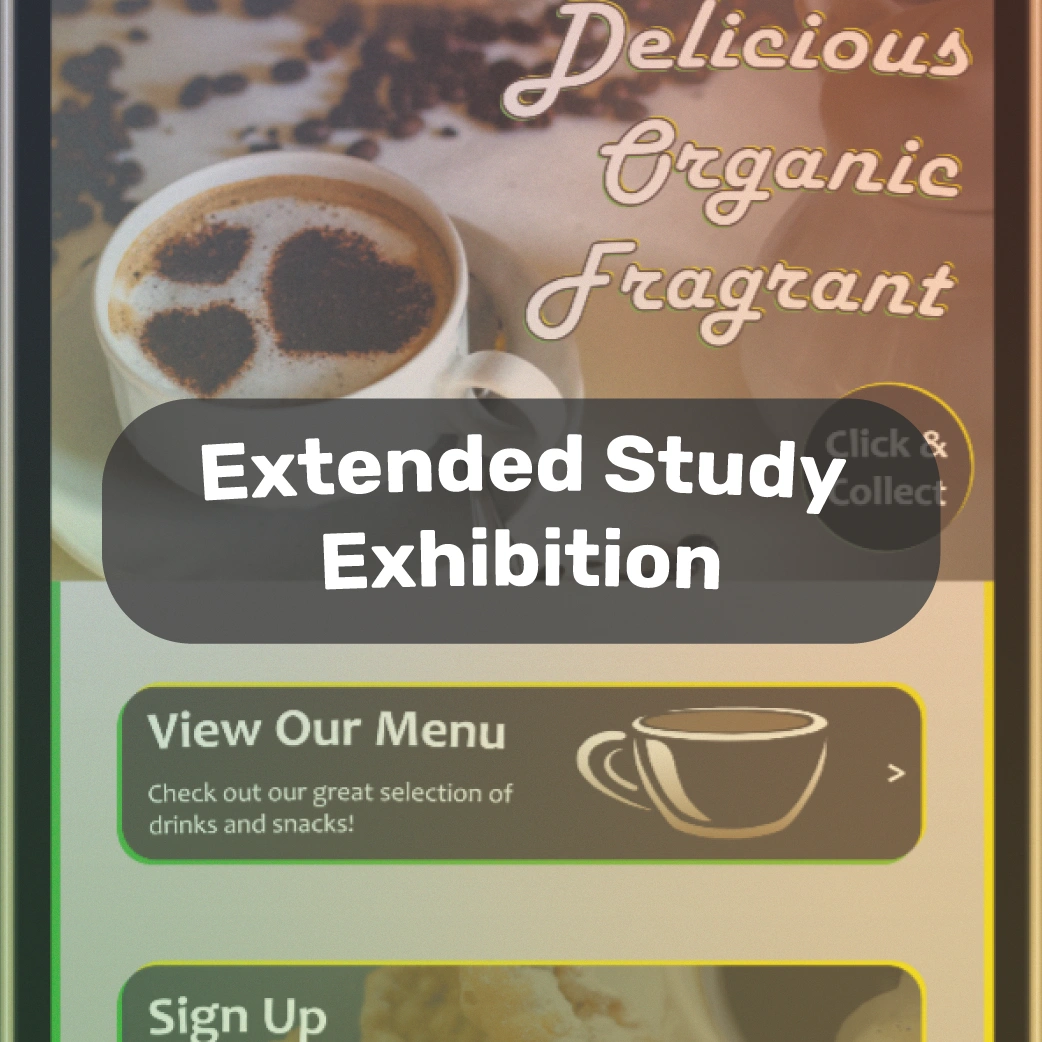 Delicious
Organic
Fragrant
Click &
Collect
Extended Study
Exhibition
View Our Menu
Check out our great selection of
drinks and snacks!
>
Sign Up